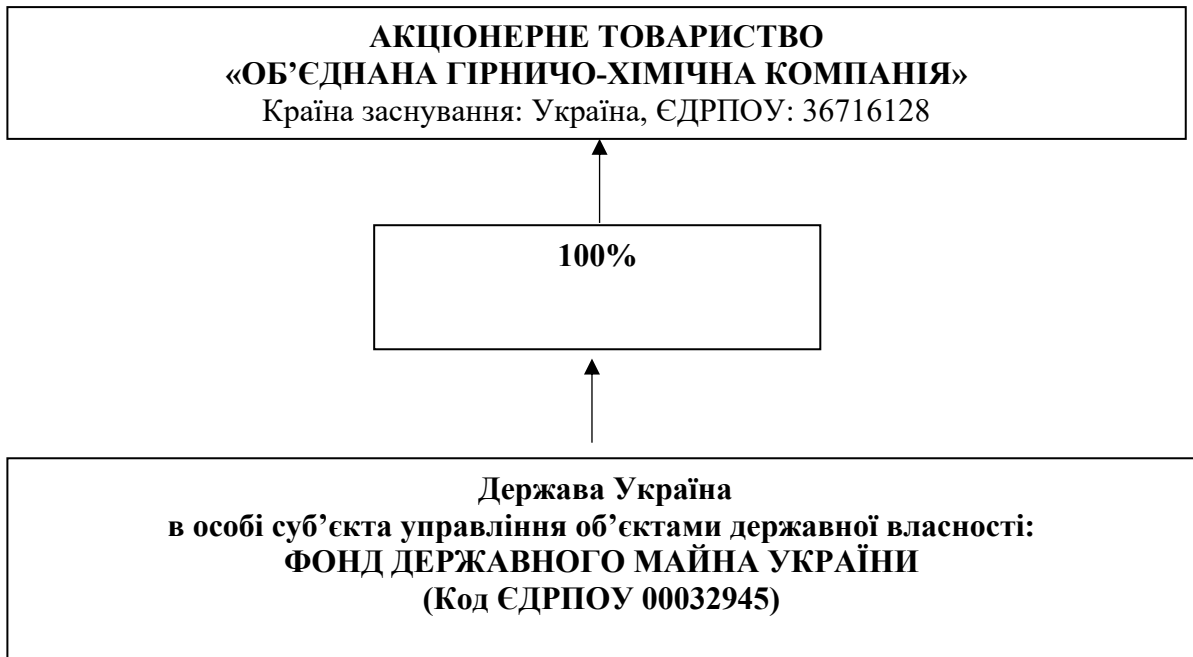 АКЦІОНЕРНЕ ТОВАРИСТВО
«ОБ’ЄДНАНА ГІРНИЧО-ХІМІЧНА КОМПАНІЯ»
Країна заснування: Україна, ЄДРПОУ: 36716128
100%
Держава Україна
в особі суб’єкта управління об’єктами державної власності:
ФОНД ДЕРЖАВНОГО МАЙНА УКРАЇНИ
(Код ЄДРПОУ 00032945)